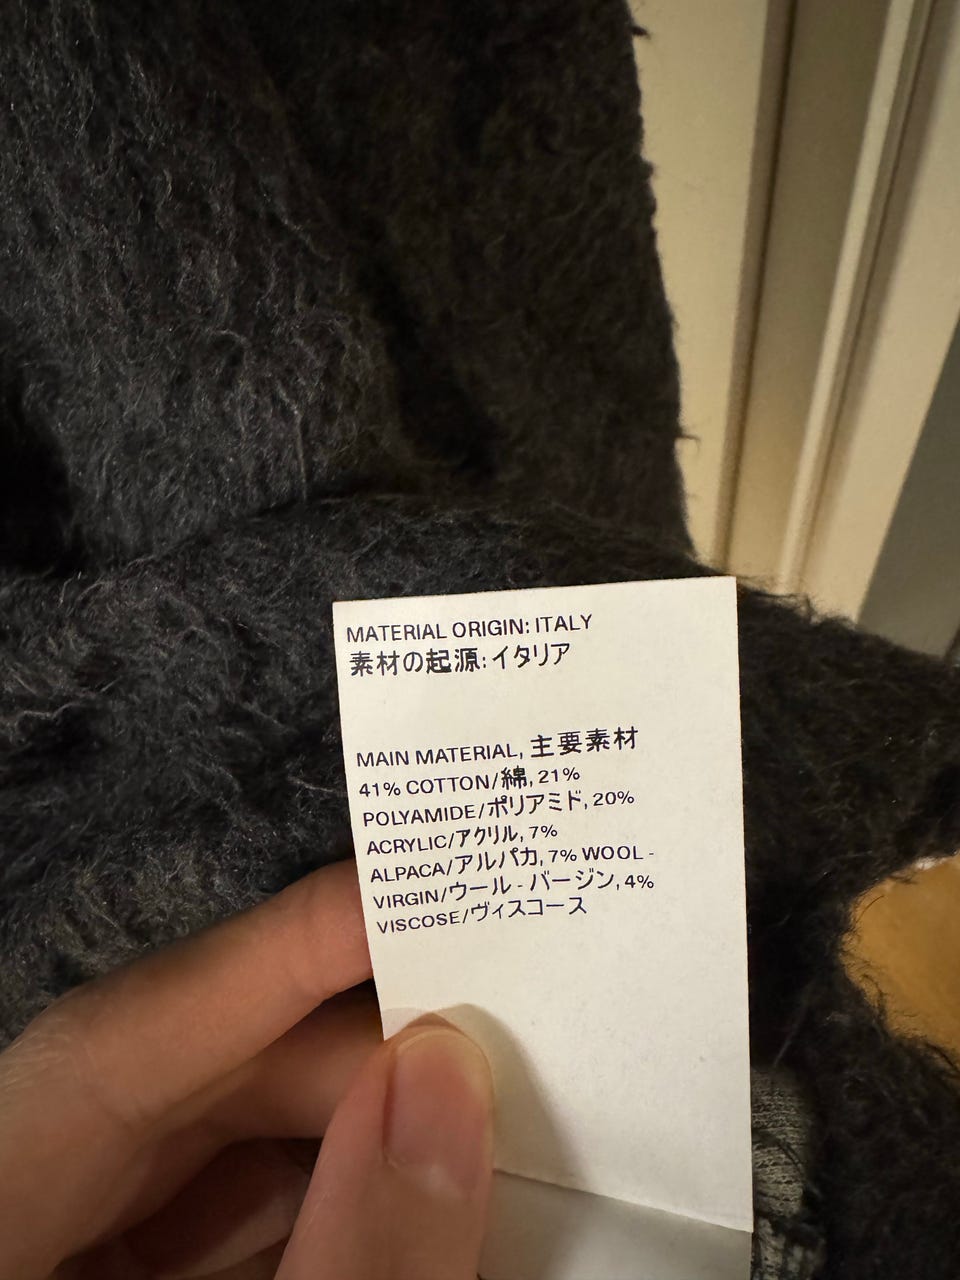 MATERIAL ORIGIN: ITALY
素材の起源: イタリア
MAIN MATERIAL, 主要素材
41% COTTON/綿, 21%
POLYAMIDE/ポリアミド, 20%
ACRYLIC/アクリル, 7%
ALPACA/アルパカ, 7% WOOL -
VIRGIN/ウール - バージン, 4%
VISCOSE/ヴィスコース